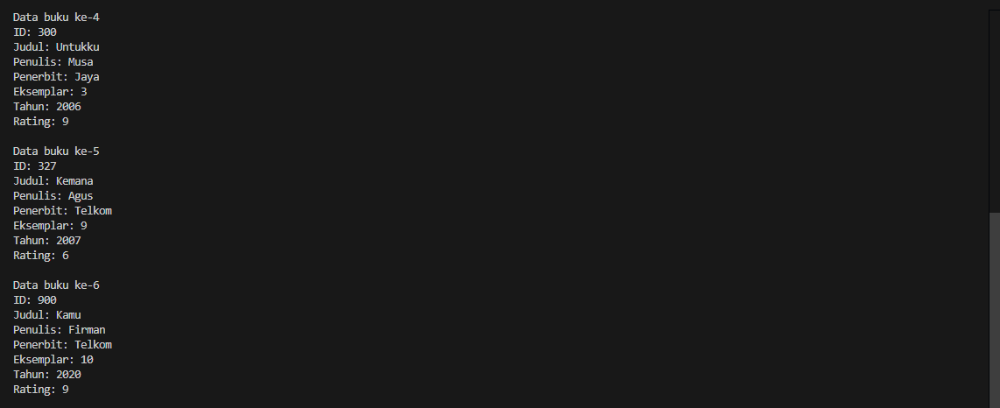 Data buku ke-4
ID: 300
Judul: Untukku
Penulis: Musa
Penerbit: Jaya
Eksemplar: 3
Tahun: 2006
Rating: 9
Data buku ke-5
ID: 327
Judul: Kemana
Penulis: Agus
Penerbit: Telkom
Eksemplar: 9
Tahun: 2007
Rating: 6
Data buku ke-6
ID: 900
Judul: Kamu
Penulis: Firman
Penerbit: Telkom
Eksemplar: 10
Tahun: 2020
Rating: 9